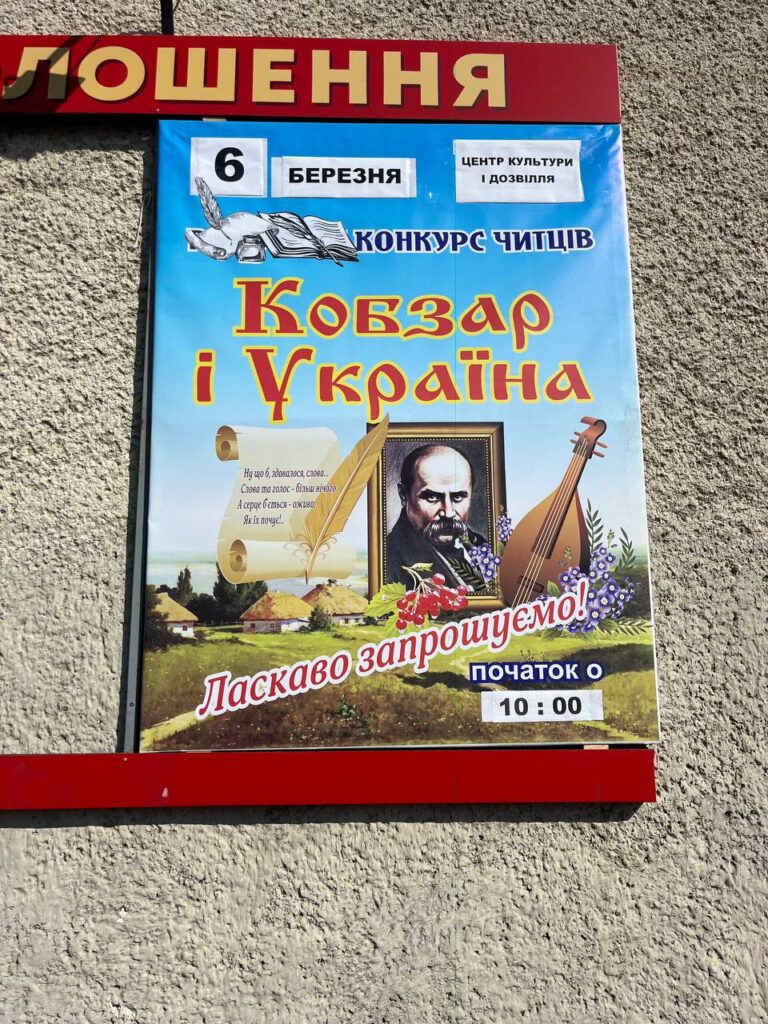 ЛОШЕННЯ
6 БЕРЕЗНЯ
ЦЕНТР КУЛЬТУРИ
І ДОЗВІЛЛЯ
КОНКУРС ЧИТЦІВ
Кобзар
і Україна
Ну що б, здавалося, слова...
Слова та голос - більш нічого.
А серце б'ється - ожива,
Як їх почує!..
Ласкаво запрошуємо!
ПОЧАТОК О
10 : 00